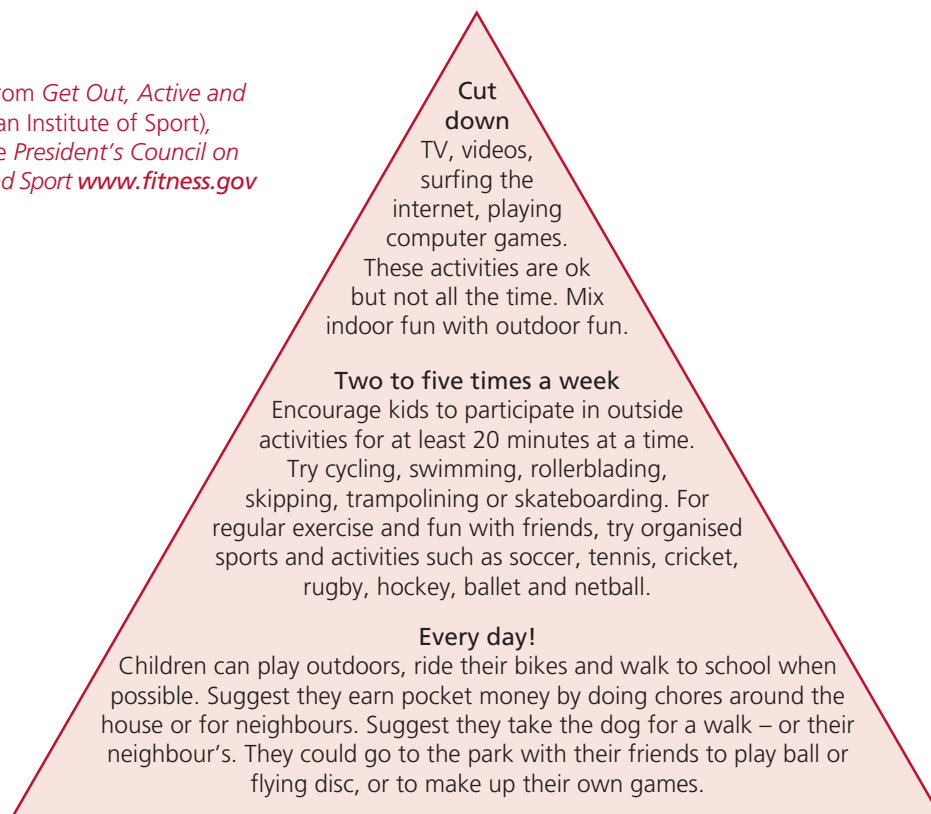 om Get Out, Active and
an Institute of Sport),
e President's Council on
d Sport www.fitness.gov
Cut
down
TV, videos,
surfing the
internet, playing
computer games.
These activities are ok
but not all the time. Mix
indoor fun with outdoor fun.
Two to five times a week
Encourage kids to participate in outside
activities for at least 20 minutes at a time.
Try cycling, swimming, rollerblading,
skipping, trampolining or skateboarding. For
regular exercise and fun with friends, try organised
sports and activities such as soccer, tennis, cricket,
rugby, hockey, ballet and netball.
Every day!
Children can play outdoors, ride their bikes and walk to school when
possible. Suggest they earn pocket money by doing chores around the
house or for neighbours. Suggest they take the dog for a walk – or their
neighbour's. They could go to the park with their friends to play ball or
flying disc, or to make up their own games.